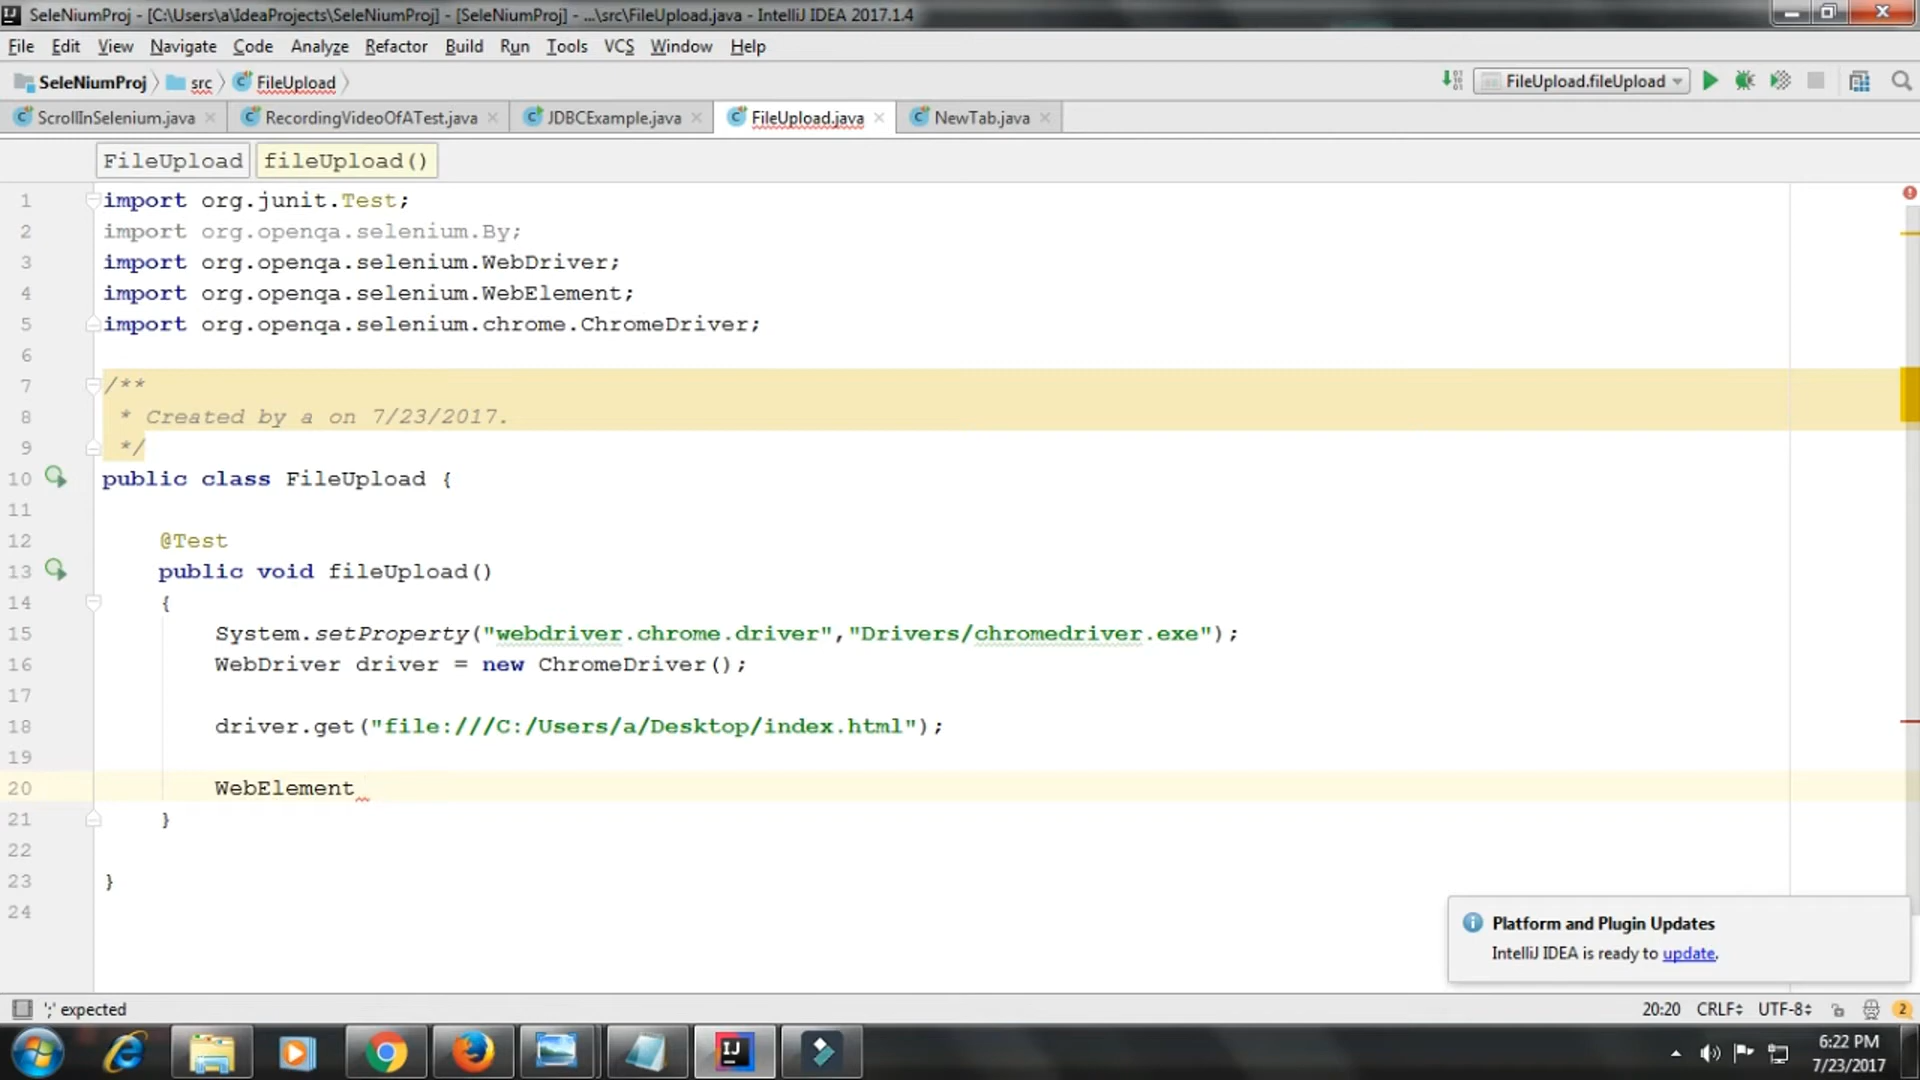 SeleNiumProj - [C:\Users\a\IdeaProjects\SeleNiumProj] - [SeleNiumProj] - ...\src\FileUpload.java - IntelliJ IDEA 2017.1.4
File Edit View Navigate Code Analyze Refactor Build Run Tools VCS Window Help
SeleNiumProj src FileUpload FileUpload.fileUpload
ScrollInSelenium.java RecordingVideoOfATest.java JDBCExample.java FileUpload.java NewTab.java
FileUpload fileUpload()
1 import org.junit.Test;
2 import org.openqa.selenium.By;
3 import org.openqa.selenium.WebDriver;
4 import org.openqa.selenium.WebElement;
5 import org.openqa.selenium.chrome.ChromeDriver;
6
7 /**
8 * Created by a on 7/23/2017.
9 */
10 public class FileUpload {
11
12 @Test
13 public void fileUpload()
14 {
15 System.setProperty("webdriver.chrome.driver","Drivers/chromedriver.exe");
16 WebDriver driver = new ChromeDriver();
17
18 driver.get("file:///C:/Users/a/Desktop/index.html");
19
20 WebElement
21 }
22
23 }
24
Platform and Plugin Updates
IntelliJ IDEA is ready to update.
';' expected 20:20 CRLF UTF-8 2
6:22 PM
7/23/2017